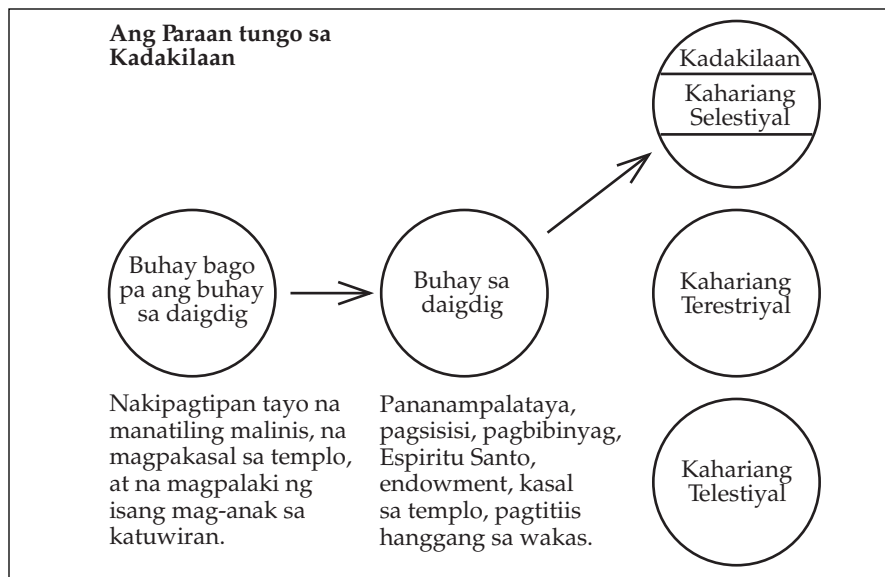 Ang Paraan tungo sa
Kadakilaan
Buhay bago
pa ang buhay
sa daigdig
Nakipagtipan tayo na
manatiling malinis, na
magpakasal sa templo,
at na magpalaki ng
isang mag-anak sa
katuwiran.
Buhay sa
daigdig
Pananampalataya,
pagsisisi, pagbibinyag,
Espiritu Santo,
endowment, kasal
sa templo, pagtitiis
hanggang sa wakas.
Kadakilaan
Kahariang
Selestiyal
Kahariang
Terestriyal
Kahariang
Telestiyal